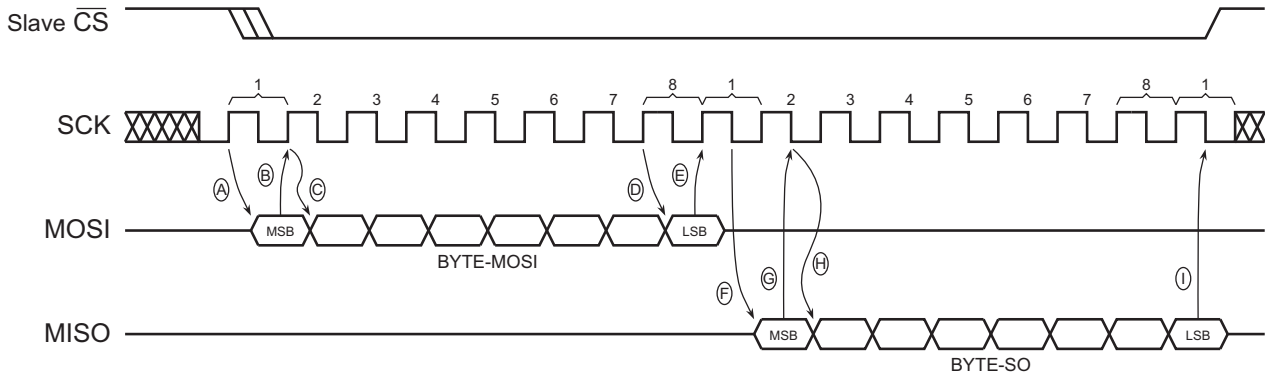 Slave CS
1 2 3 4 5 6 7 8 1 2 3 4 5 6 7 8 1
SCK
A B C D E F G H I
MOSI MSB LSB
BYTE-MOSI
MISO MSB LSB
BYTE-SO